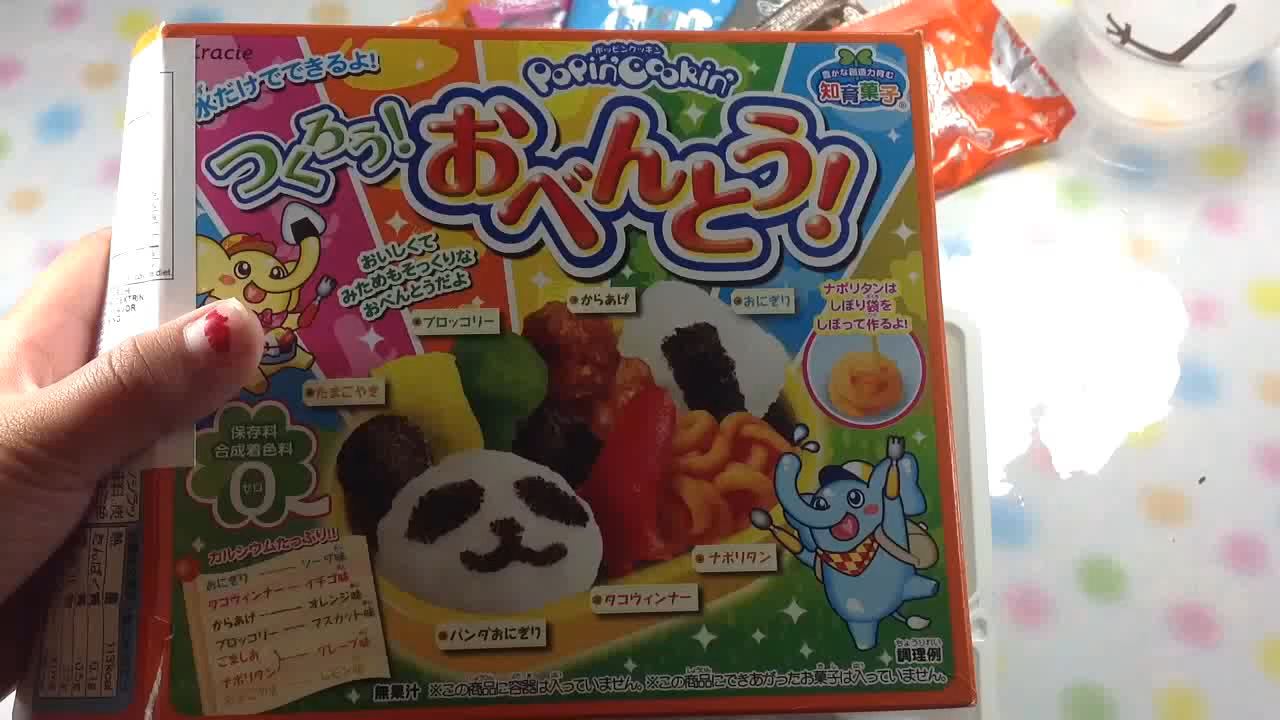 Kracie
水だけでできるよ!
ポッピンクッキン
Popin'Cookin'
豊かな創造力育む
知育菓子®
つくろう!
おべんとう!
おいしくて
みためもそっくりな
おべんとうだよ
からあげ
おにぎり
ブロッコリー
たまごやき
ナポリタンは
しぼり袋を
しぼって作るよ!
保存料
合成着色料
0
ゼロ
カルシウムたっぷり!!
おにぎり ソーダ味
タコウィンナー イチゴ味
からあげ オレンジ味
ブロッコリー マスカット味
ごましお グレープ味
ナポリタン
ナポリタン
タコウィンナー
パンダおにぎり
ちょうりれい
調理例
無果汁 ※この商品に容器は入っていません。※この商品にできあがったお菓子は入っていません。